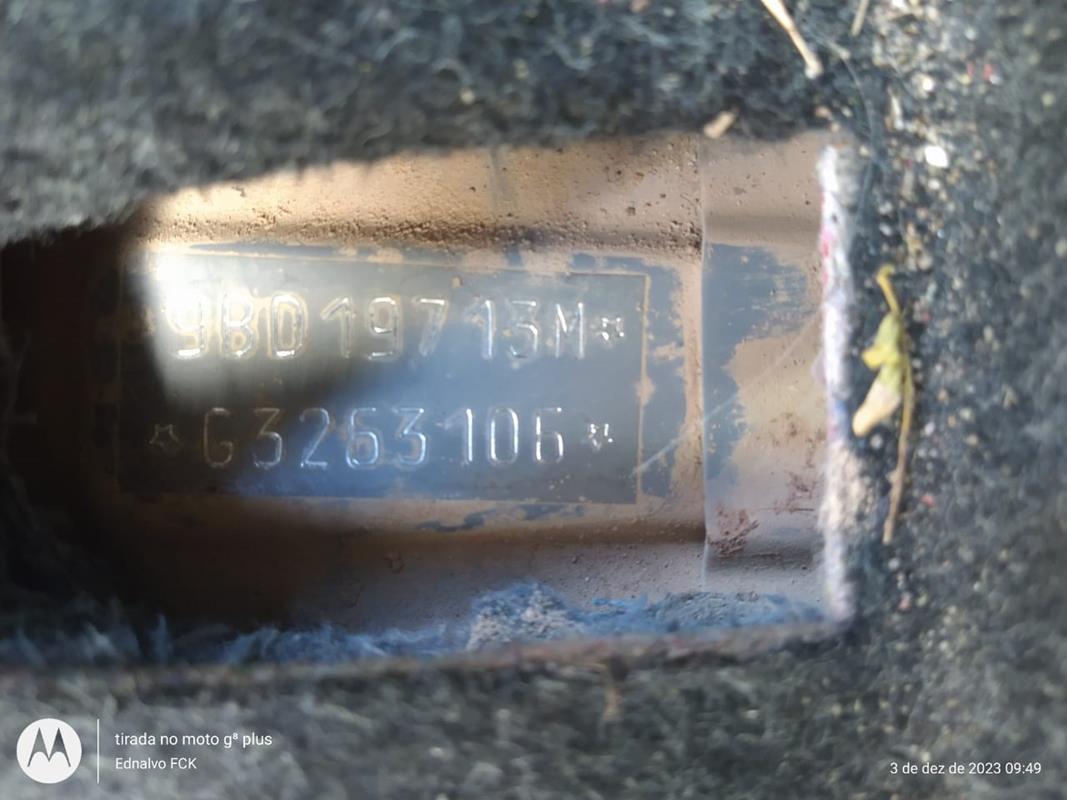 9BD19713M☆
☆G3263106☆
tirada no moto g⁸ plus
Ednalvo FCK
3 de dez de 2023 09:49